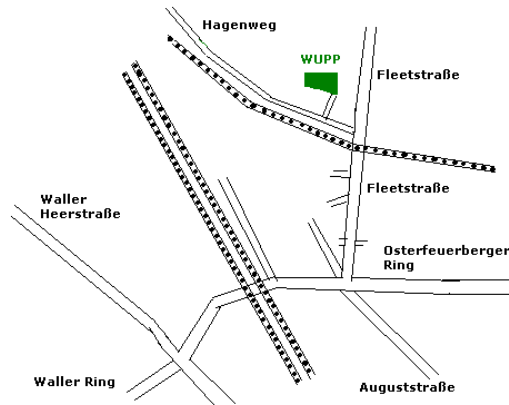 Hagenweg
WUPP
Fleetstraße
Fleetstraße
Waller
Heerstraße
Osterfeuerberger
Ring
Waller Ring
Auguststraße